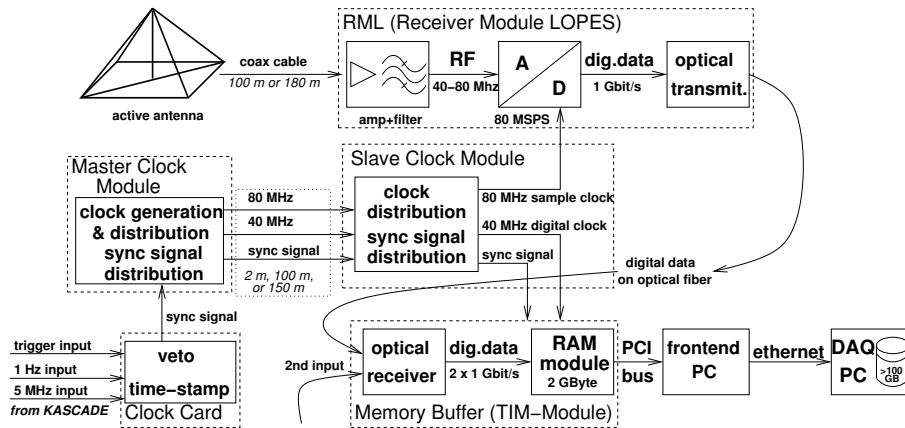 RML (Receiver Module LOPES)
coax cable
100 m or 180 m
active antenna
amp+filter
RF
40−80 Mhz
A
D
80 MSPS
dig.data
1 Gbit/s
optical
transmit.
Master Clock
Module
clock generation
& distribution
sync signal
distribution
80 MHz
40 MHz
sync signal
2 m, 100 m,
or 150 m
Slave Clock Module
clock
distribution
sync signal
distribution
80 MHz sample clock
40 MHz digital clock
sync signal
digital data
on optical fiber
sync signal
trigger input
1 Hz input
5 MHz input
from KASCADE
veto
time−stamp
Clock Card
2nd input
optical
receiver
dig.data
2 x 1 Gbit/s
RAM
module
2 GByte
Memory Buffer (TIM−Module)
PCI
bus
frontend
PC
ethernet
DAQ
PC
>100
GB